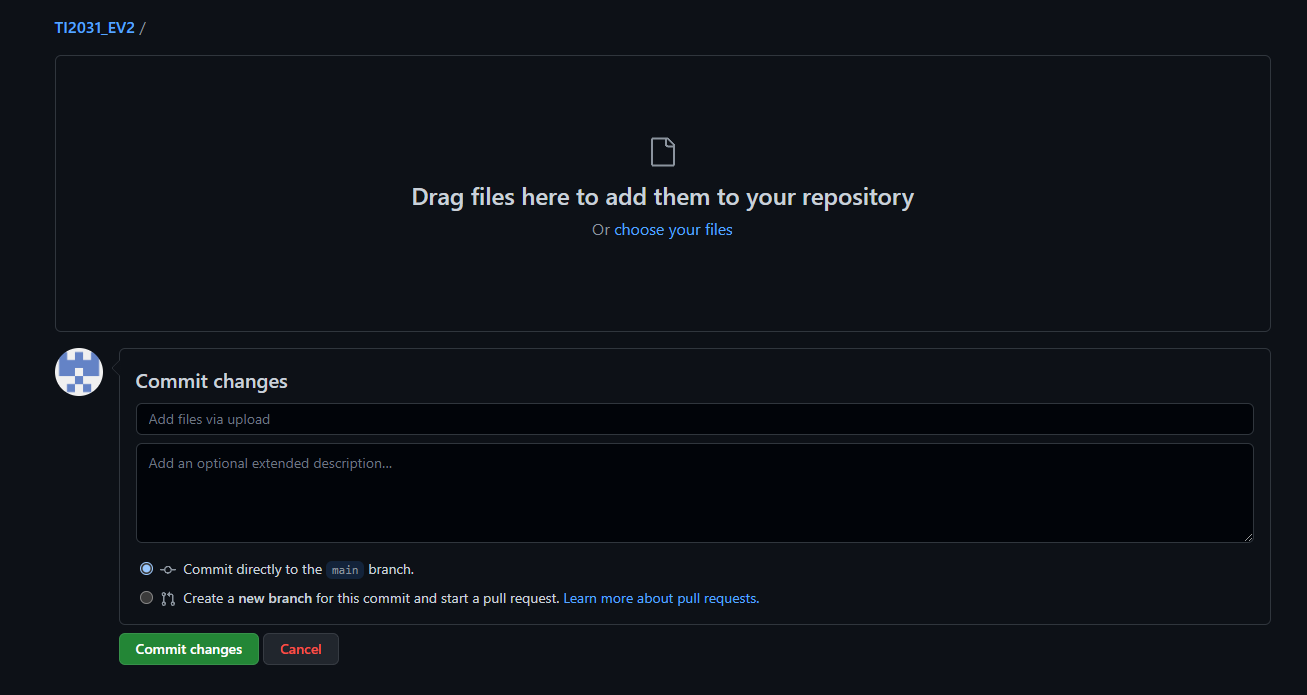 TI2031_EV2 /
Drag files here to add them to your repository
Or choose your files
Commit changes
Add files via upload
Add an optional extended description...
Commit directly to the main branch.
Create a new branch for this commit and start a pull request. Learn more about pull requests.
Commit changes Cancel